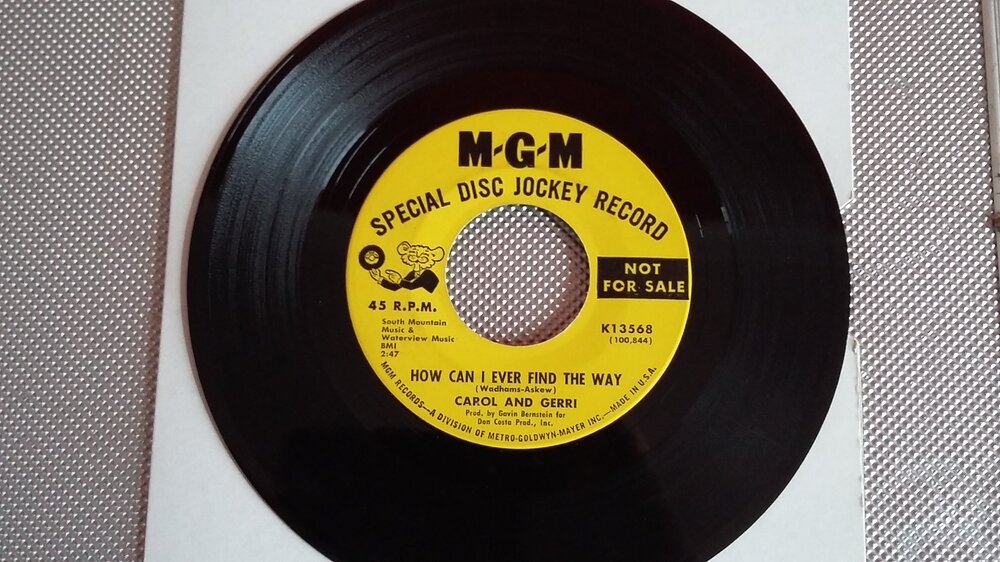 M-G-M
SPECIAL DISC JOCKEY RECORD
NOT
FOR SALE
45 R.P.M.
South Mountain
Music &
Waterview Music
BMI
2:47
K13568
(100,844)
HOW CAN I EVER FIND THE WAY
(Wadhams-Askew)
CAROL AND GERRI
Prod. by Gavin Bernstein for
Don Costa Prod., Inc.
MGM RECORDS—A DIVISION OF METRO-GOLDWYN-MAYER INC.—MADE IN U.S.A.